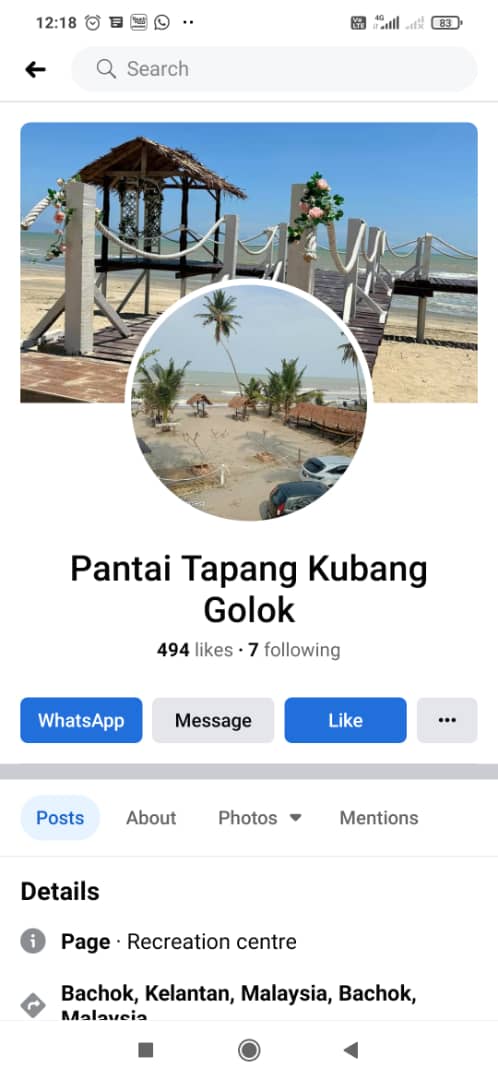 12:18
4G
83
Search
Pantai Tapang Kubang
Golok
494 likes · 7 following
WhatsApp
Message
Like
Posts
About
Photos
Mentions
Details
Page · Recreation centre
Bachok, Kelantan, Malaysia, Bachok,
Malaysia